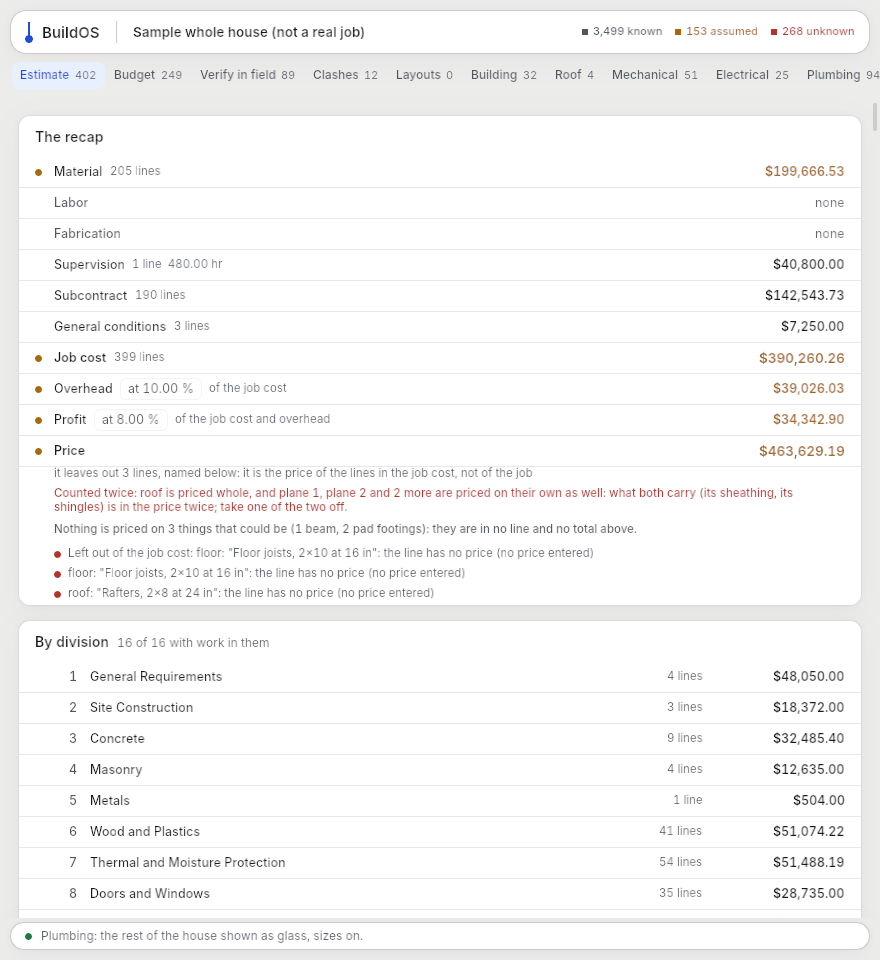 BuildOS
Sample whole house (not a real job)
3,499 known 153 assumed 268 unknown
Estimate 402 Budget 249 Verify in field 89 Clashes 12 Layouts 0 Building 32 Roof 4 Mechanical 51 Electrical 25 Plumbing 94
The recap
Material 205 lines $199,666.53
Labor none
Fabrication none
Supervision 1 line 480.00 hr $40,800.00
Subcontract 190 lines $142,543.73
General conditions 3 lines $7,250.00
Job cost 399 lines $390,260.26
Overhead at 10.00 % of the job cost $39,026.03
Profit at 8.00 % of the job cost and overhead $34,342.90
Price $463,629.19
it leaves out 3 lines, named below: it is the price of the lines in the job cost, not of the job
Counted twice: roof is priced whole, and plane 1, plane 2 and 2 more are priced on their own as well: what both carry (its sheathing, its
shingles) is in the price twice; take one of the two off.
Nothing is priced on 3 things that could be (1 beam, 2 pad footings): they are in no line and no total above.
Left out of the job cost: floor: "Floor joists, 2×10 at 16 in": the line has no price (no price entered)
floor: "Floor joists, 2×10 at 16 in": the line has no price (no price entered)
roof: "Rafters, 2×8 at 24 in": the line has no price (no price entered)
By division 16 of 16 with work in them
1 General Requirements 4 lines $48,050.00
2 Site Construction 3 lines $18,372.00
3 Concrete 9 lines $32,485.40
4 Masonry 4 lines $12,635.00
5 Metals 1 line $504.00
6 Wood and Plastics 41 lines $51,074.22
7 Thermal and Moisture Protection 54 lines $51,488.19
8 Doors and Windows 35 lines $28,735.00
Plumbing: the rest of the house shown as glass, sizes on.